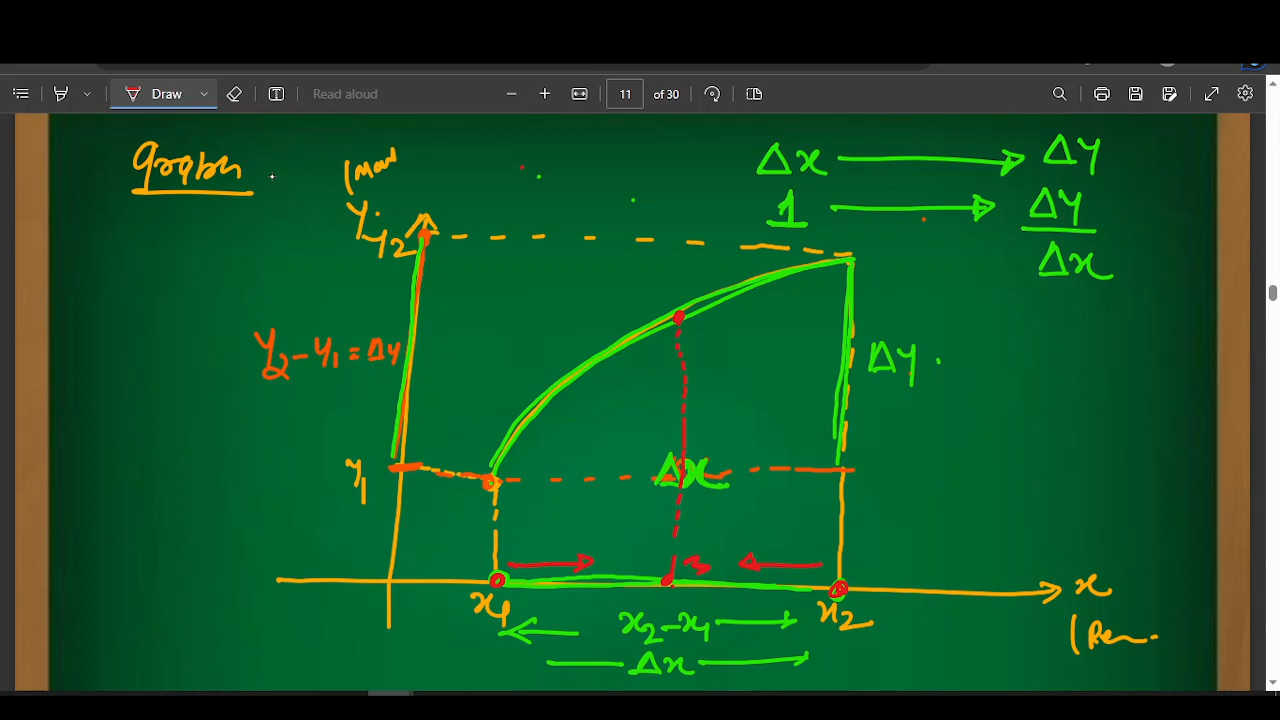 Read aloud
11 of 30
Draw
Graph
Δx → Δy
1 → Δy
Δx
y
y2
y2-y1=Δy
Δy
y1
Δx
x
x1
x2-x1
x2
Δx